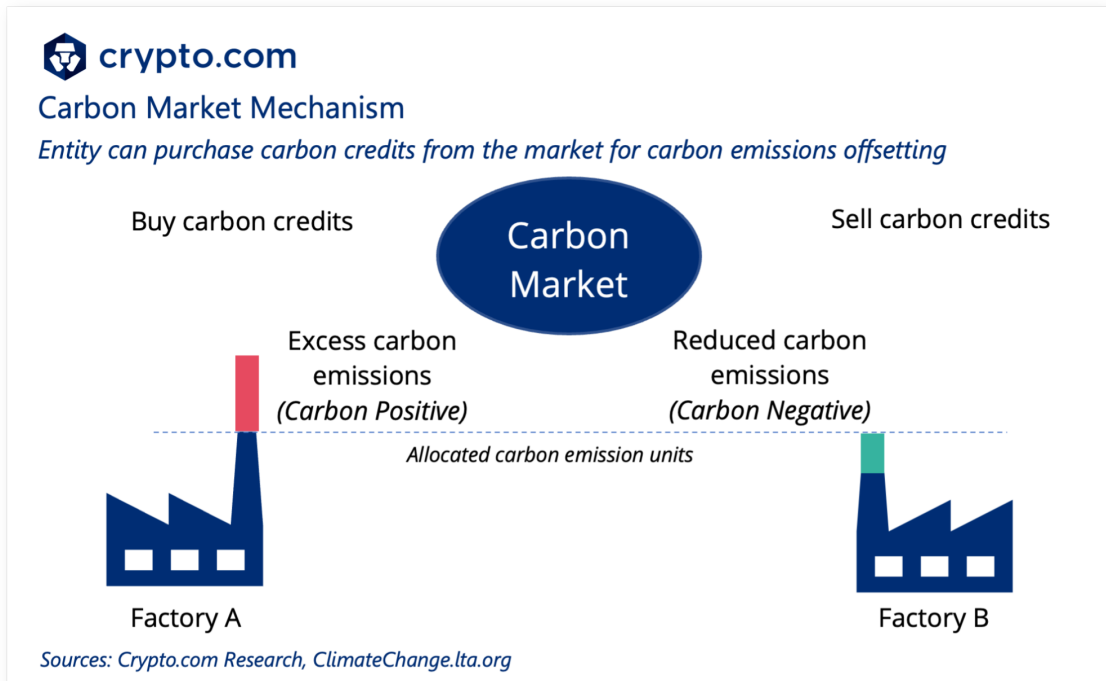 crypto.com
Carbon Market Mechanism
Entity can purchase carbon credits from the market for carbon emissions offsetting
Buy carbon credits
Carbon
Market
Sell carbon credits
Excess carbon
emissions
(Carbon Positive)
Reduced carbon
emissions
(Carbon Negative)
Allocated carbon emission units
Factory A
Factory B
Sources: Crypto.com Research, ClimateChange.lta.org